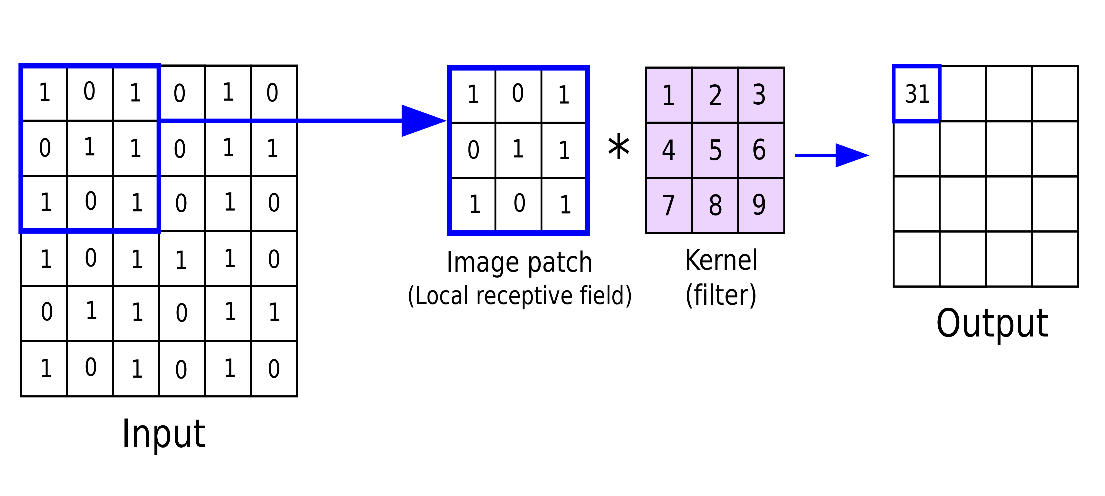 1 0 1 0 1 0
0 1 1 0 1 1
1 0 1 0 1 0
1 0 1 1 1 0
0 1 1 0 1 1
1 0 1 0 1 0
Input
1 0 1
0 1 1
1 0 1
Image patch
(Local receptive field)
*
1 2 3
4 5 6
7 8 9
Kernel
(filter)
31
Output